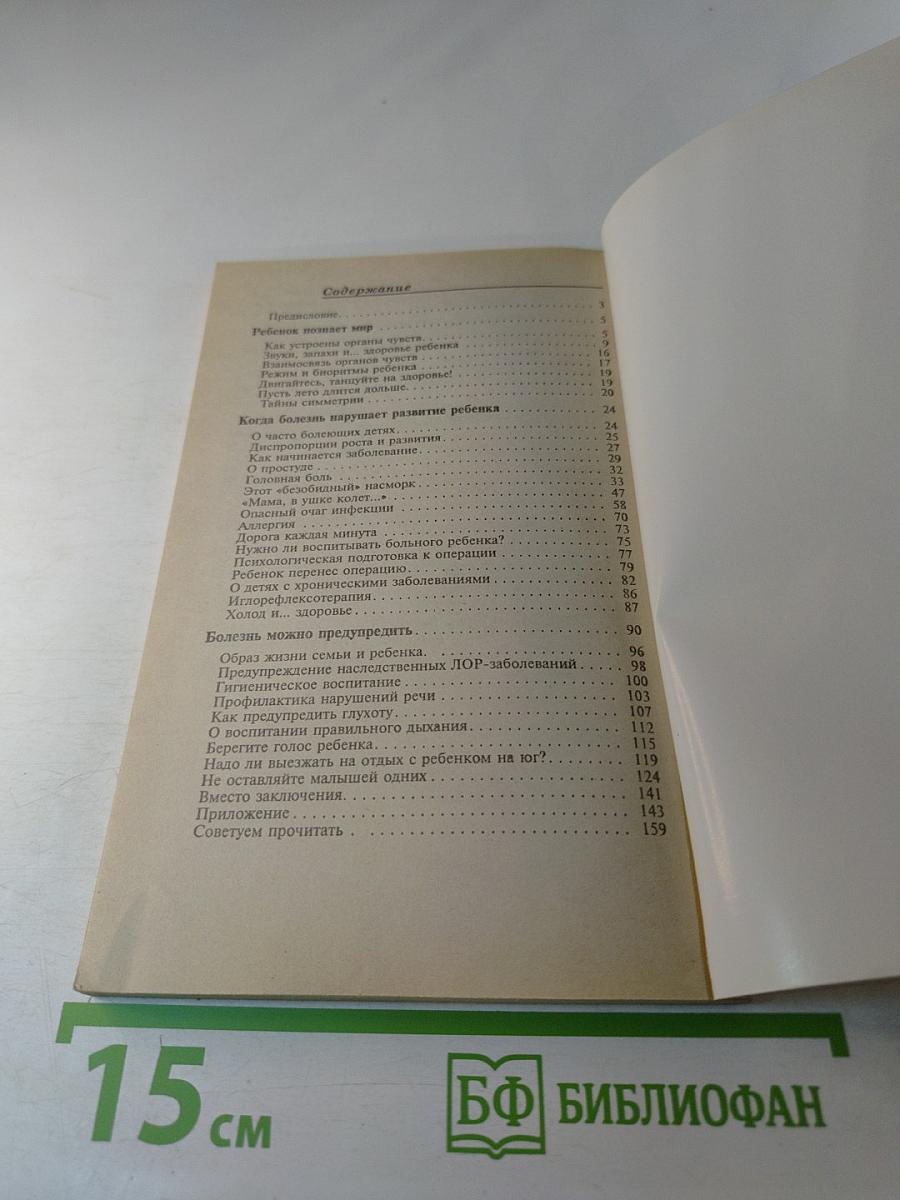 Содержание
Предисловие. . . . . . . . . . 3
Ребенок познает мир . . . . . . . . . . 5
Как устроены органы чувств. . . . . . . . . . 5
Звуки, запахи и... здоровье ребенка . . . . . . . . . . 9
Взаимосвязь органов чувств . . . . . . . . . . 16
Режим и биоритмы ребенка . . . . . . . . . . 17
Двигайтесь, танцуйте на здоровье! . . . . . . . . . . 19
Пусть лето длится дольше. . . . . . . . . . 19
Тайны симметрии . . . . . . . . . . 20
Когда болезнь нарушает развитие ребенка . . . . . . . . . . 24
О часто болеющих детях. . . . . . . . . . 24
Диспропорции роста и развития. . . . . . . . . . 25
Как начинается заболевание. . . . . . . . . . 27
О простуде . . . . . . . . . . 29
Головная боль . . . . . . . . . . 32
Этот «безобидный» насморк. . . . . . . . . . 33
«Мама, в ушке колет...» . . . . . . . . . . 47
Опасный очаг инфекции . . . . . . . . . . 58
Аллергия . . . . . . . . . . 70
Дорога каждая минута . . . . . . . . . . 73
Нужно ли воспитывать больного ребенка? . . . . . . . . . . 75
Психологическая подготовка к операции . . . . . . . . . . 77
Ребенок перенес операцию. . . . . . . . . . 79
О детях с хроническими заболеваниями . . . . . . . . . . 82
Иглорефлексотерапия. . . . . . . . . . 86
Холод и... здоровье. . . . . . . . . . 87
Болезнь можно предупредить. . . . . . . . . . 90
Образ жизни семьи и ребенка. . . . . . . . . . 96
Предупреждение наследственных ЛОР-заболеваний . . . . . 98
Гигиеническое воспитание . . . . . . . . . . 100
Профилактика нарушений речи . . . . . . . . . . 103
Как предупредить глухоту. . . . . . . . . . 107
О воспитании правильного дыхания. . . . . . . . . . 112
Берегите голос ребенка. . . . . . . . . . 115
Надо ли выезжать на отдых с ребенком на юг?. . . . . . . . 119
Не оставляйте малышей одних . . . . . . . . . . 124
Вместо заключения. . . . . . . . . . 141
Приложение. . . . . . . . . . 143
Советуем прочитать . . . . . . . . . . 159
15 см
БФ БИБЛИОФАН